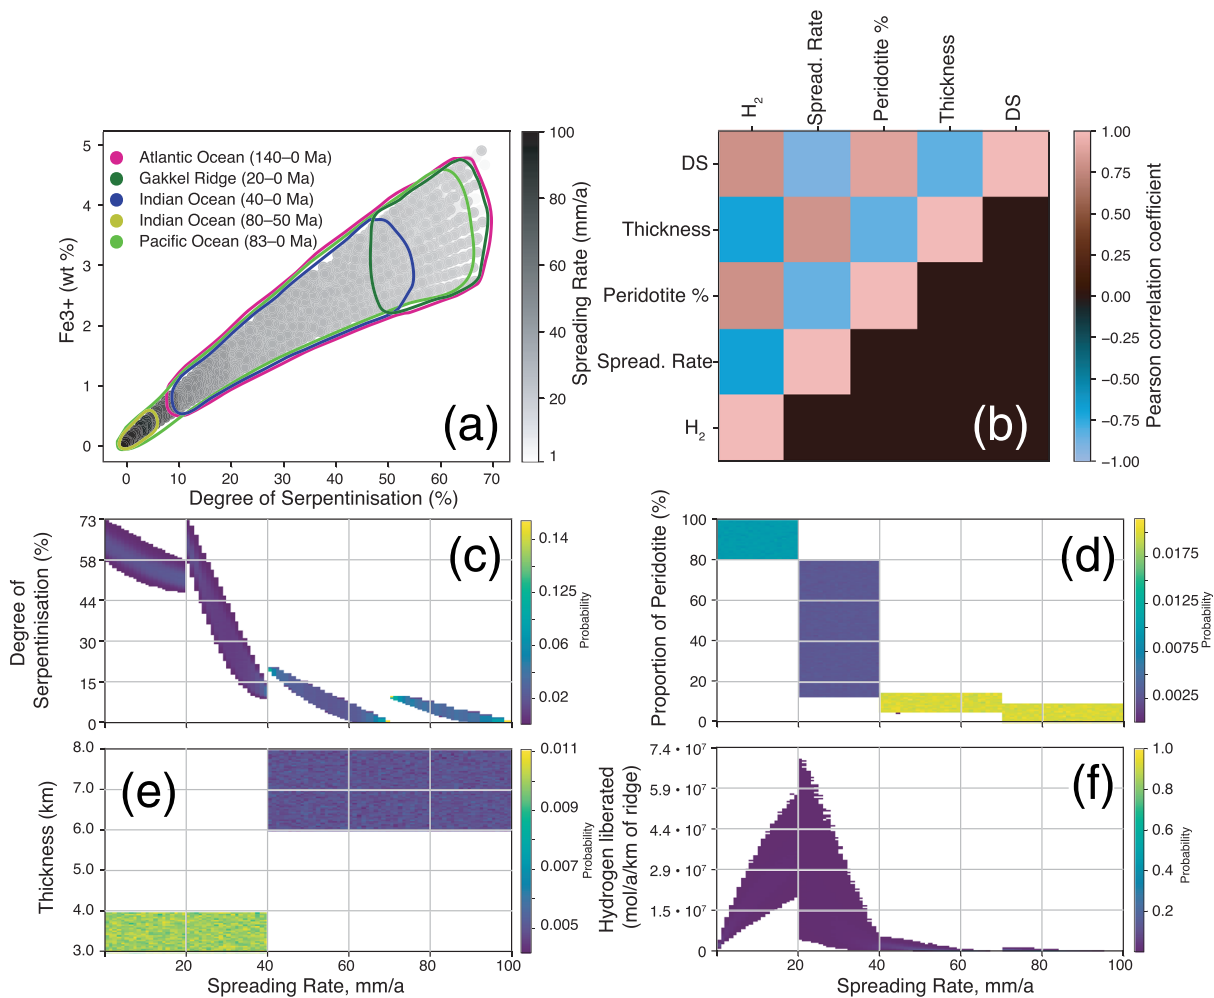 5
4
3
2
1
0
Fe3+ (wt %)
Atlantic Ocean (140–0 Ma)
Gakkel Ridge (20–0 Ma)
Indian Ocean (40–0 Ma)
Indian Ocean (80–50 Ma)
Pacific Ocean (83–0 Ma)
(a)
0 10 20 30 40 50 60 70
Degree of Serpentinisation (%)
100
80
60
40
20
1
Spreading Rate (mm/a)
H2
Spread. Rate
Peridotite %
Thickness
DS
DS
Thickness
Peridotite %
Spread. Rate
H2
(b)
1.00
0.75
0.50
0.25
0.00
−0.25
−0.50
−0.75
−1.00
Pearson correlation coefficient
73
58
44
30
15
0
Degree of
Serpentinisation (%)
(c)
0.14
0.125
0.06
0.02
Probability
100
80
60
40
20
0
Proportion of Peridotite (%)
(d)
0.0175
0.0125
0.0075
0.0025
Probability
8.0
7.0
6.0
5.0
4.0
3.0
Thickness (km)
(e)
20 40 60 80 100
Spreading Rate, mm/a
0.011
0.009
0.007
0.005
Probability
7.4 • 10⁷
5.9 • 10⁷
4.4 • 10⁷
2.9 • 10⁷
1.5 • 10⁷
0
Hydrogen liberated
(mol/a/km of ridge)
(f)
20 40 60 80 100
Spreading Rate, mm/a
1.0
0.8
0.6
0.4
0.2
Probability